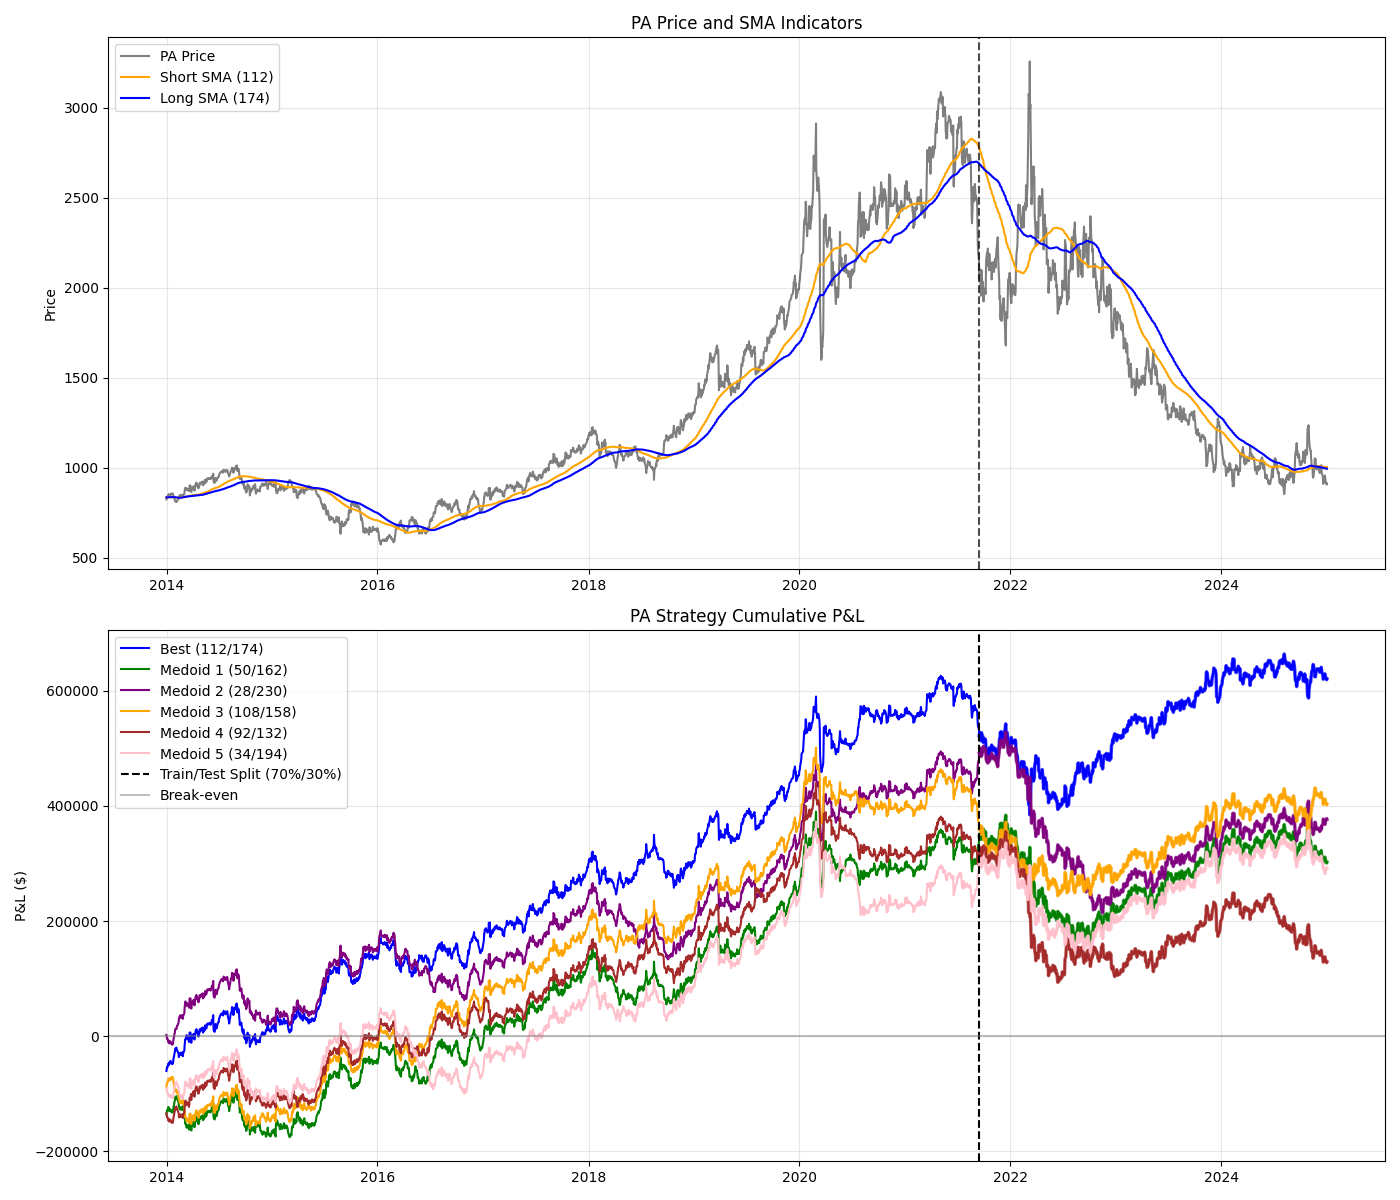 PA Price and SMA Indicators
PA Price
Short SMA (112)
Long SMA (174)
Price
3000
2500
2000
1500
1000
500
2014 2016 2018 2020 2022 2024
PA Strategy Cumulative P&L
Best (112/174)
Medoid 1 (50/162)
Medoid 2 (28/230)
Medoid 3 (108/158)
Medoid 4 (92/132)
Medoid 5 (34/194)
Train/Test Split (70%/30%)
Break-even
P&L ($)
600000
400000
200000
0
−200000
2014 2016 2018 2020 2022 2024